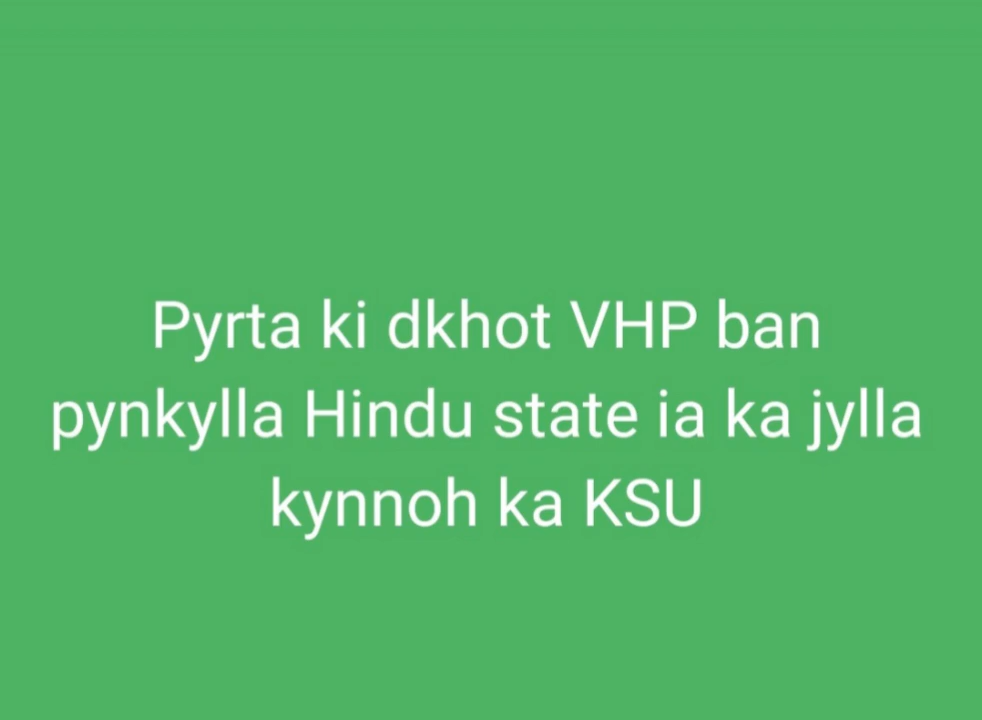 Pyrta ki dkhot VHP ban
pynkylla Hindu state ia ka jylla
kynnoh ka KSU